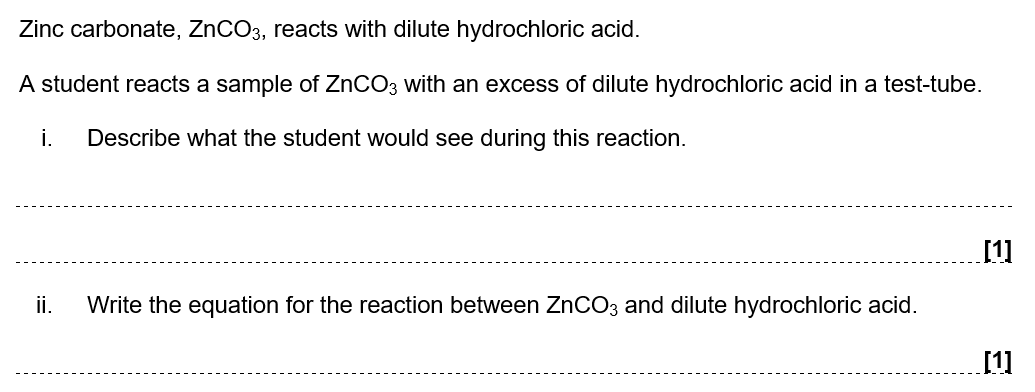 Zinc carbonate, ZnCO₃, reacts with dilute hydrochloric acid.
A student reacts a sample of ZnCO₃ with an excess of dilute hydrochloric acid in a test-tube.
i. Describe what the student would see during this reaction.
[1]
ii. Write the equation for the reaction between ZnCO₃ and dilute hydrochloric acid.
[1]